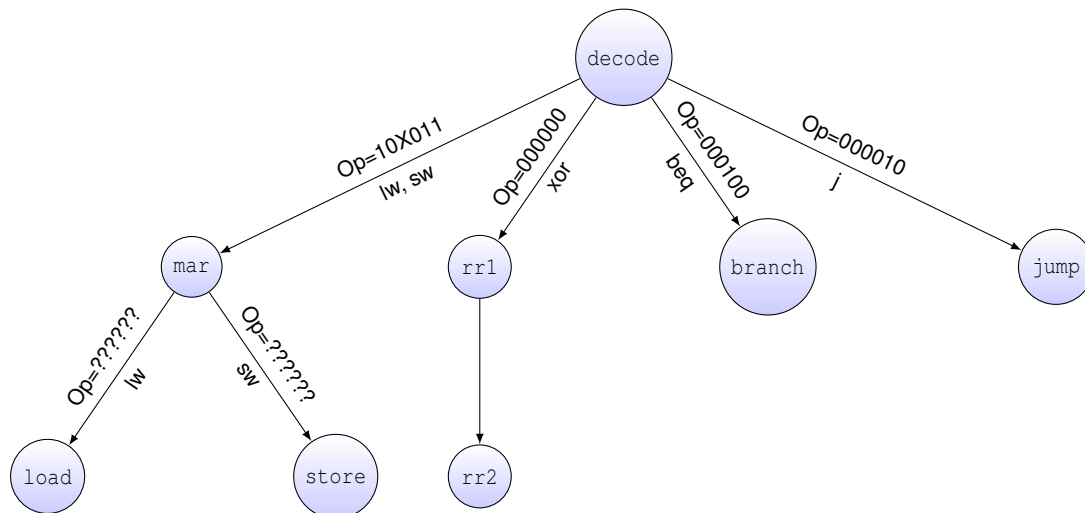 decode
Op=10X011
lw, sw
Op=000000
xor
Op=000100
beq
Op=000010
j
mar
rr1
branch
jump
Op=??????
lw
Op=??????
sw
load
store
rr2